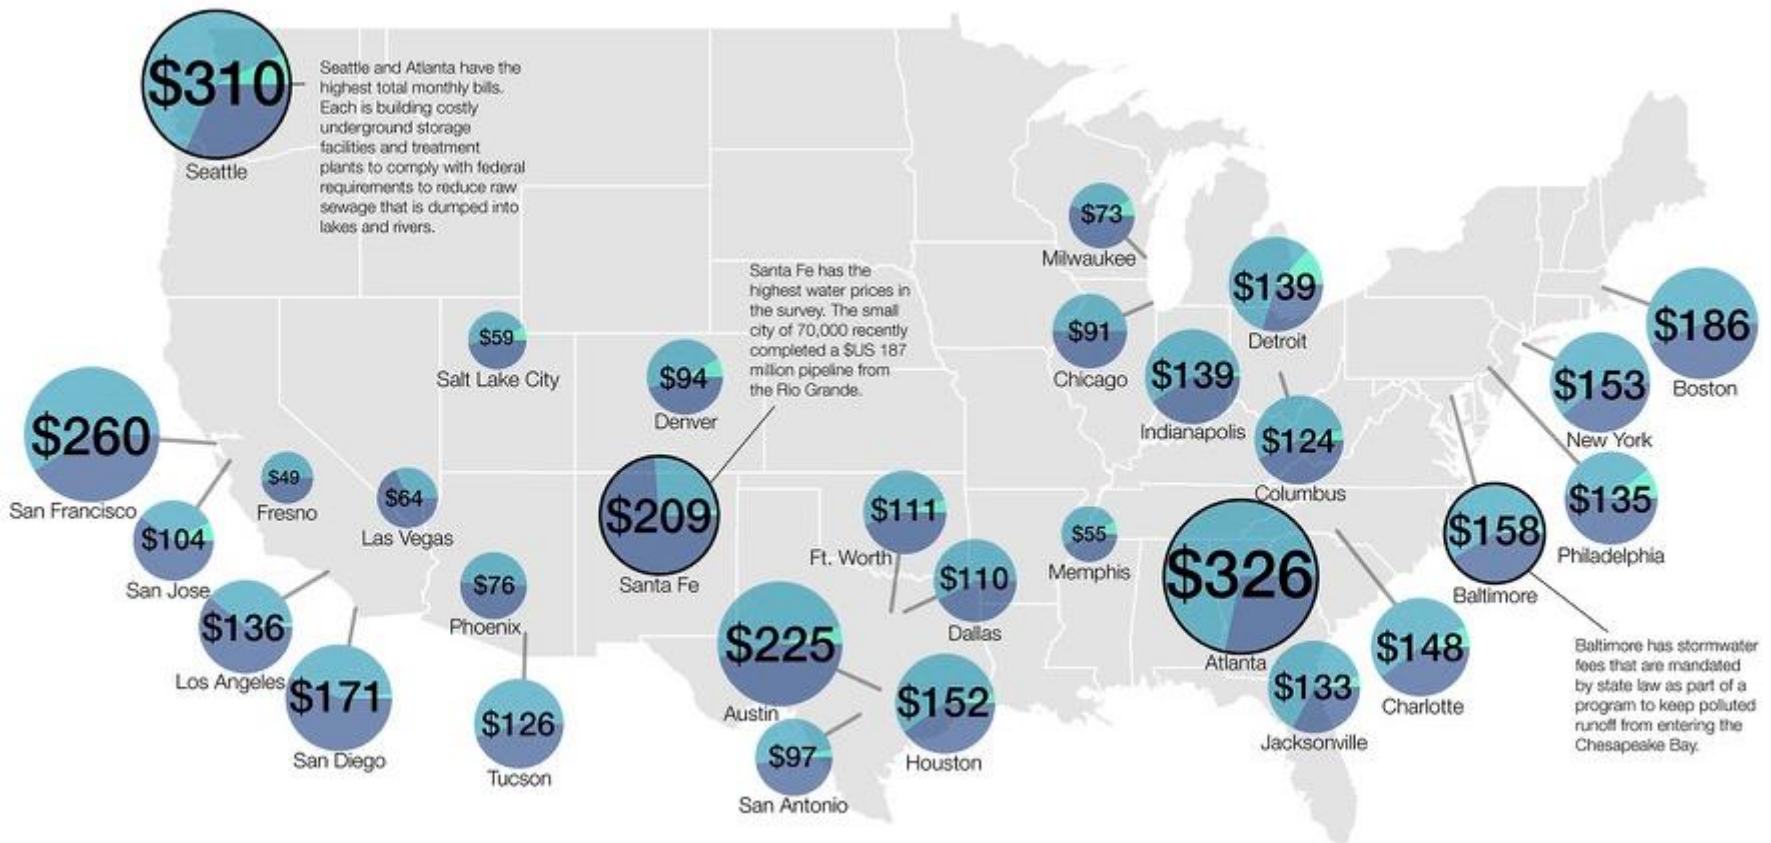 $310
Seattle
Seattle and Atlanta have the
highest total monthly bills.
Each is building costly
underground storage
facilities and treatment
plants to comply with federal
requirements to reduce raw
sewage that is dumped into
lakes and rivers.
$59
Salt Lake City
$94
Denver
Santa Fe has the
highest water prices in
the survey. The small
city of 70,000 recently
completed a $US 187
million pipeline from
the Rio Grande.
$209
Santa Fe
$260
San Francisco
$49
Fresno
$64
Las Vegas
$104
San Jose
$136
Los Angeles
$171
San Diego
$76
Phoenix
$126
Tucson
$111
Ft. Worth
$110
Dallas
$225
Austin
$97
San Antonio
$152
Houston
$73
Milwaukee
$91
Chicago
$139
Detroit
$139
Indianapolis
$124
Columbus
$55
Memphis
$326
Atlanta
$133
Jacksonville
$148
Charlotte
$186
Boston
$153
New York
$135
Philadelphia
$158
Baltimore
Baltimore has stormwater
fees that are mandated
by state law as part of a
program to keep polluted
runoff from entering the
Chesapeake Bay.